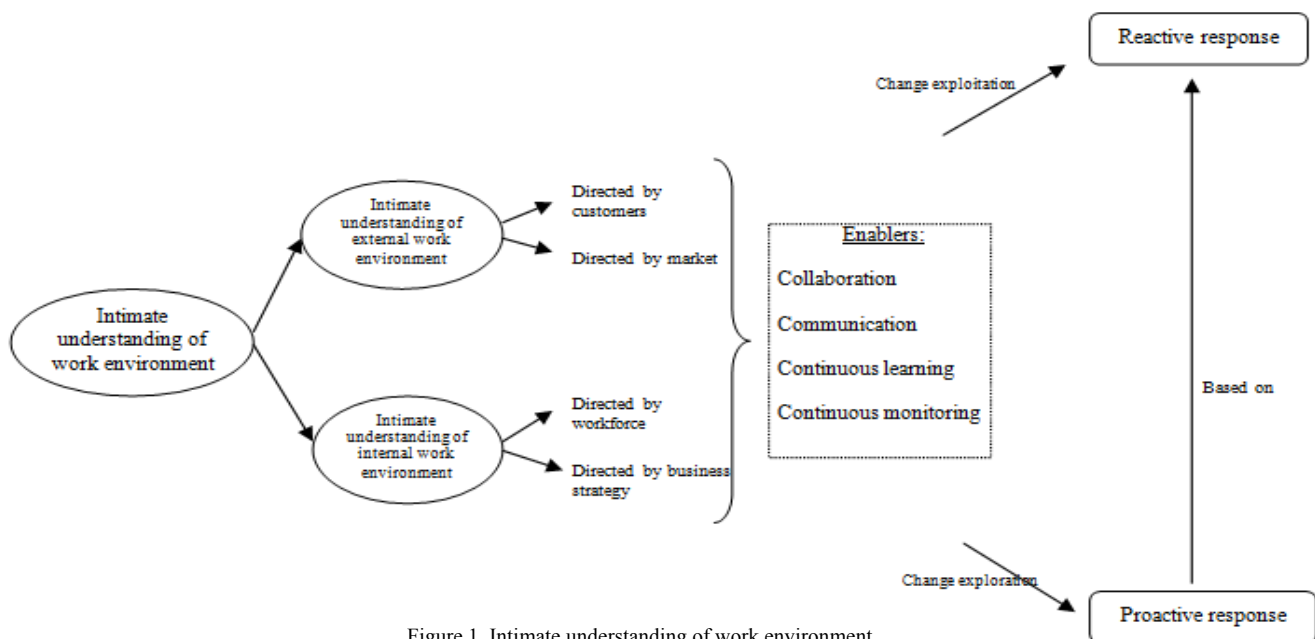 Reactive response
Change exploitation
Intimate
understanding of
external work
environment
Directed by
customers
Directed by market
Enablers:
Collaboration
Communication
Continuous learning
Continuous monitoring
Intimate
understanding of
work environment
Based on
Intimate
understanding of
internal work
environment
Directed by
workforce
Directed by business
strategy
Change exploration
Proactive response
Figure 1. Intimate understanding of work environment